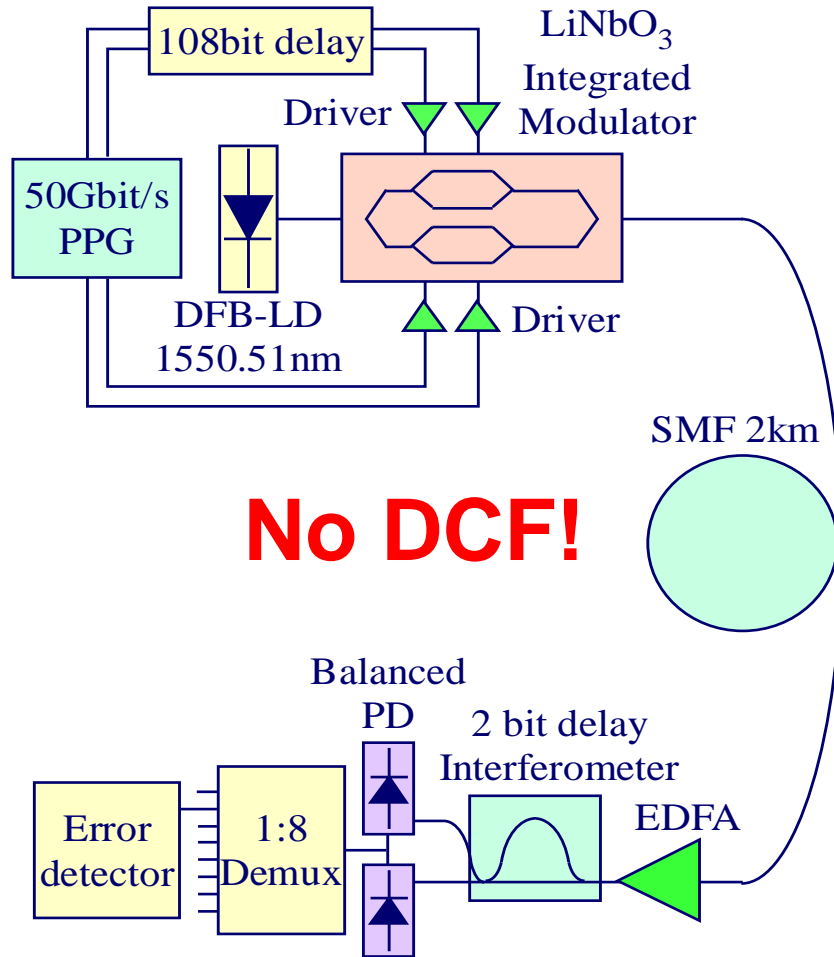 108bit delay
LiNbO₃
Integrated
Modulator
Driver
50Gbit/s
PPG
DFB-LD
1550.51nm
Driver
SMF 2km
No DCF!
Balanced
PD
2 bit delay
Interferometer
EDFA
Error
detector
1:8
Demux